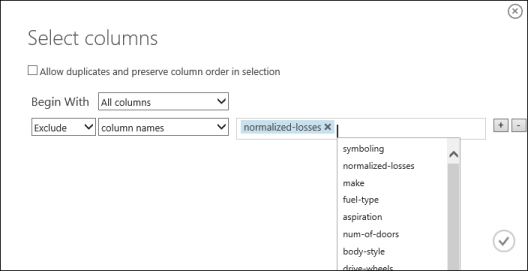 Select columns
Allow duplicates and preserve column order in selection
Begin With All columns
Exclude column names normalized-losses × + -
symboling
normalized-losses
make
fuel-type
aspiration
num-of-doors
body-style
drive-wheels